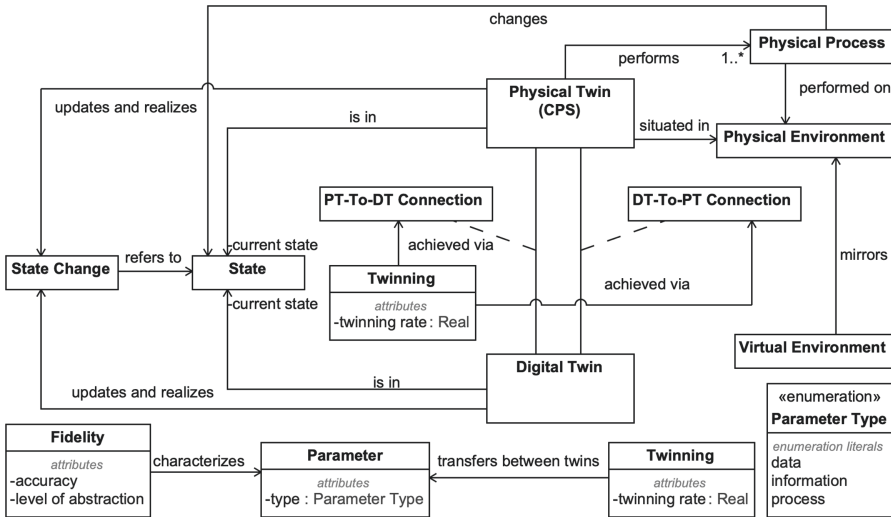 changes
Physical Process
performs
1..*
updates and realizes
Physical Twin
(CPS)
performed on
is in
situated in
Physical Environment
PT-To-DT Connection
DT-To-PT Connection
-current state
achieved via
State Change
refers to
State
Twinning
mirrors
achieved via
-current state
attributes
-twinning rate : Real
Virtual Environment
Digital Twin
updates and realizes
is in
«enumeration»
Parameter Type
enumeration literals
data
information
process
Fidelity
attributes
-accuracy
-level of abstraction
characterizes
Parameter
attributes
-type : Parameter Type
transfers between twins
Twinning
attributes
-twinning rate : Real